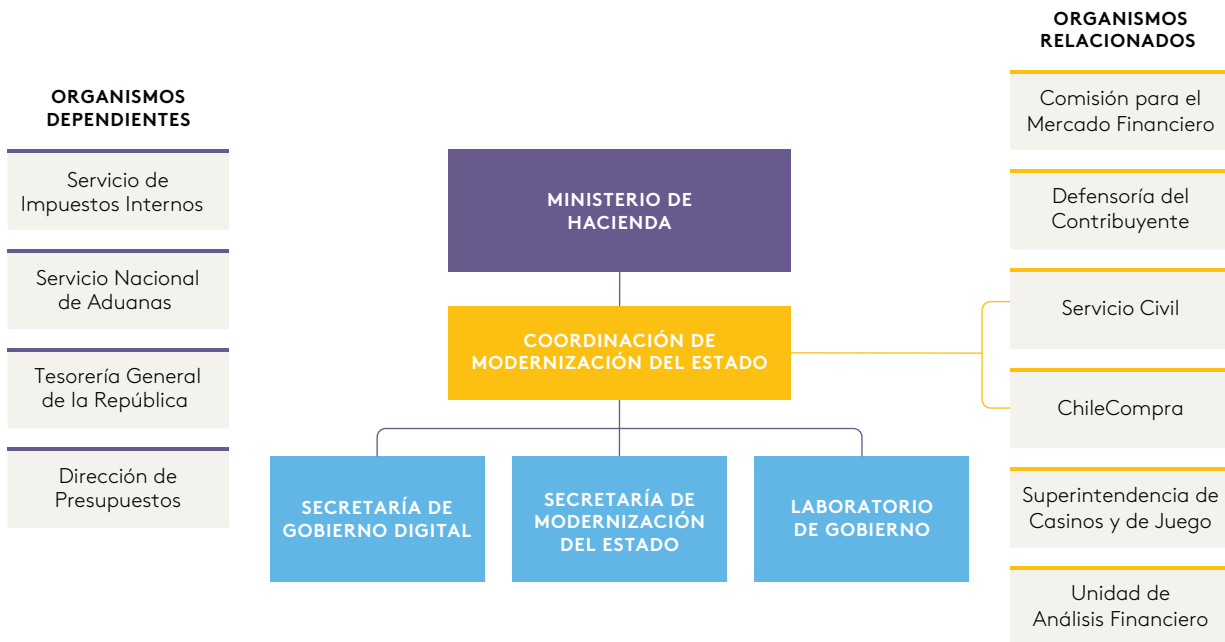 ORGANISMOS
DEPENDIENTES
Servicio de
Impuestos Internos
Servicio Nacional
de Aduanas
Tesorería General
de la República
Dirección de
Presupuestos
MINISTERIO DE
HACIENDA
COORDINACIÓN DE
MODERNIZACIÓN DEL ESTADO
SECRETARÍA DE
GOBIERNO DIGITAL
SECRETARÍA DE
MODERNIZACIÓN
DEL ESTADO
LABORATORIO
DE GOBIERNO
ORGANISMOS
RELACIONADOS
Comisión para el
Mercado Financiero
Defensoría del
Contribuyente
Servicio Civil
ChileCompra
Superintendencia de
Casinos y de Juego
Unidad de
Análisis Financiero